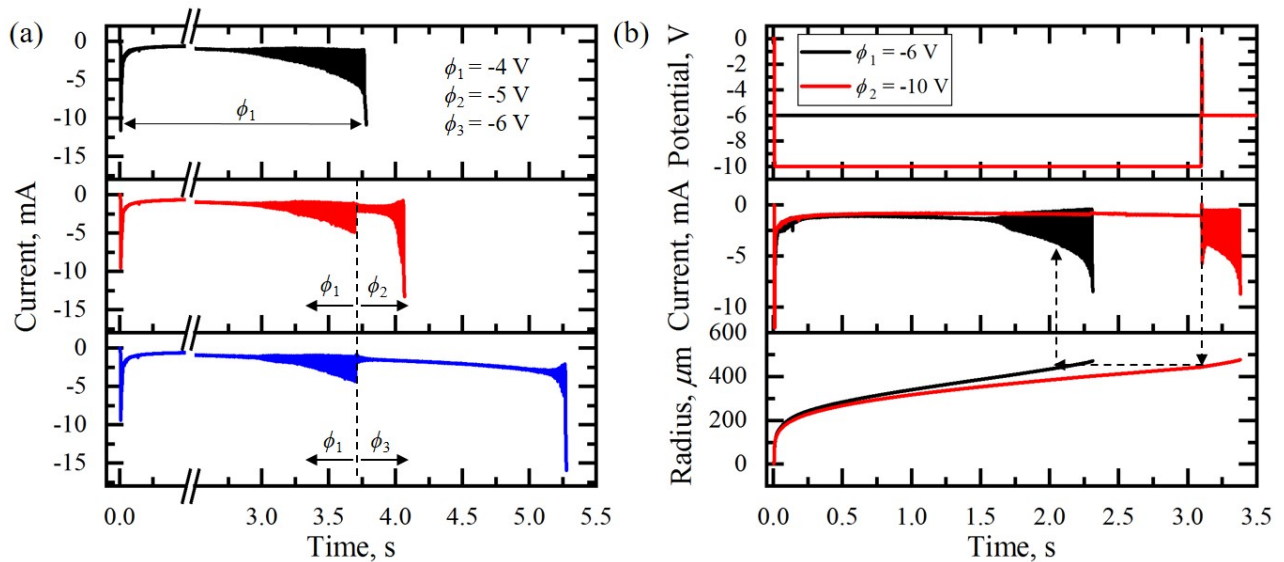 (a)
0
-5
-10
-15
ϕ1 = -4 V
ϕ2 = -5 V
ϕ3 = -6 V
ϕ1
0
-5
-10
-15
ϕ1 ϕ2
0
-5
-10
-15
ϕ1 ϕ3
Current, mA
0.0 3.0 3.5 4.0 4.5 5.0 5.5
Time, s
(b)
0
-2
-4
-6
-8
-10
Potential, V
ϕ1 = -6 V
ϕ2 = -10 V
0
-5
-10
Current, mA
600
400
200
0
Radius, μm
0.0 0.5 1.0 1.5 2.0 2.5 3.0 3.5
Time, s